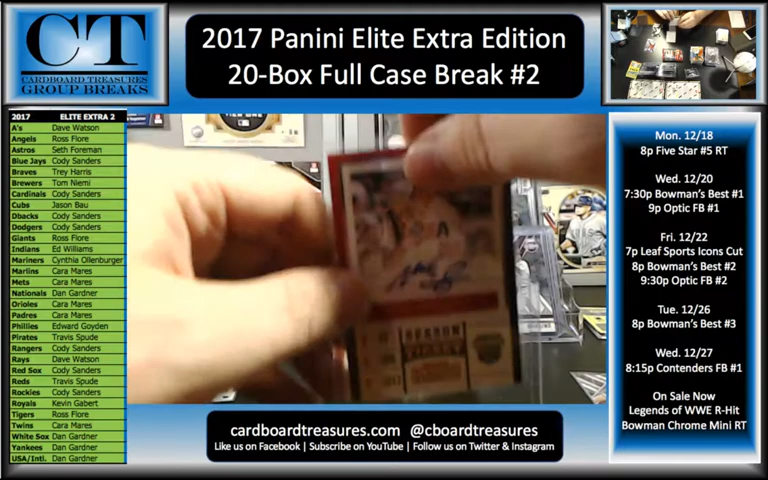 CT
CARDBOARD TREASURES
GROUP BREAKS
2017 Panini Elite Extra Edition
20-Box Full Case Break #2
2017 ELITE EXTRA 2
A's Dave Watson
Angels Ross Flore
Astros Seth Foreman
Blue Jays Cody Sanders
Braves Trey Harris
Brewers Tom Niemi
Cardinals Cody Sanders
Cubs Jason Bau
Dbacks Cody Sanders
Dodgers Cody Sanders
Giants Ross Flore
Indians Ed Williams
Mariners Cynthia Ollenburger
Marlins Cara Mares
Mets Cara Mares
Nationals Dan Gardner
Orioles Cara Mares
Padres Cara Mares
Phillies Edward Goyden
Pirates Travis Spude
Rangers Cody Sanders
Rays Dave Watson
Red Sox Cody Sanders
Reds Travis Spude
Rockies Cody Sanders
Royals Kevin Gabert
Tigers Ross Flore
Twins Cara Mares
White Sox Dan Gardner
Yankees Dan Gardner
USA/Intl. Dan Gardner
SEASON
TICKET
Mon. 12/18
8p Five Star #5 RT
Wed. 12/20
7:30p Bowman's Best #1
9p Optic FB #1
Fri. 12/22
7p Leaf Sports Icons Cut
8p Bowman's Best #2
9:30p Optic FB #2
Tue. 12/26
8p Bowman's Best #3
Wed. 12/27
8:15p Contenders FB #1
On Sale Now
Legends of WWE R-Hit
Bowman Chrome Mini RT
cardboardtreasures.com @cboardtreasures
Like us on Facebook | Subscribe on YouTube | Follow us on Twitter & Instagram